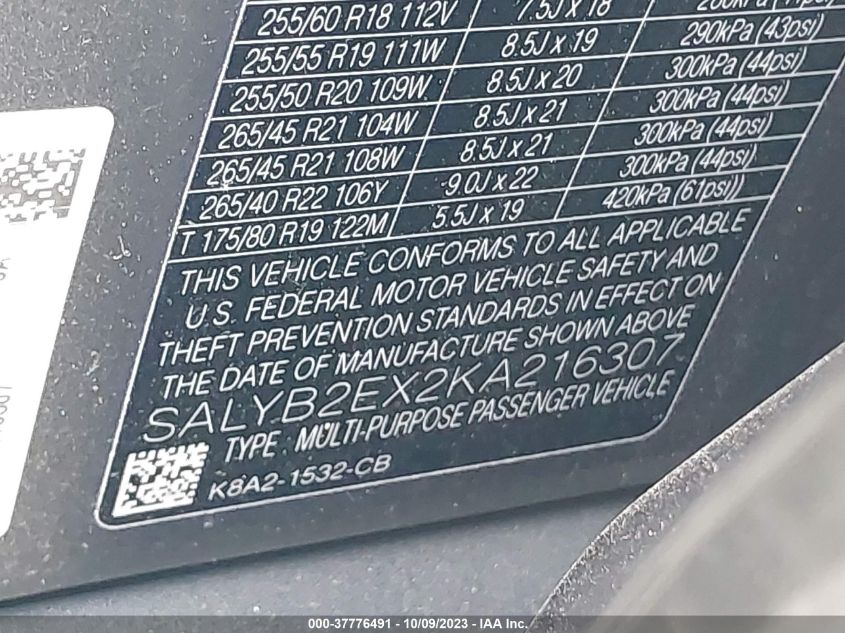 255/60 R18 112V 7.5J x 18
255/55 R19 111W 8.5J x 19 290kPa (43psi)
255/50 R20 109W 8.5J x 20 300kPa (44psi)
265/45 R21 104W 8.5J x 21 300kPa (44psi)
265/45 R21 108W 8.5J x 21 300kPa (44psi)
265/40 R22 106Y 9.0J x 22 300kPa (44psi)
T 175/80 R19 122M 5.5J x 19 420kPa (61psi)
THIS VEHICLE CONFORMS TO ALL APPLICABLE
U.S. FEDERAL MOTOR VEHICLE SAFETY AND
THEFT PREVENTION STANDARDS IN EFFECT ON
THE DATE OF MANUFACTURE SHOWN ABOVE
SALYB2EX2KA216307
TYPE : MULTI-PURPOSE PASSENGER VEHICLE
K8A2-1532-CB
000-37776491 - 10/09/2023 - IAA Inc.